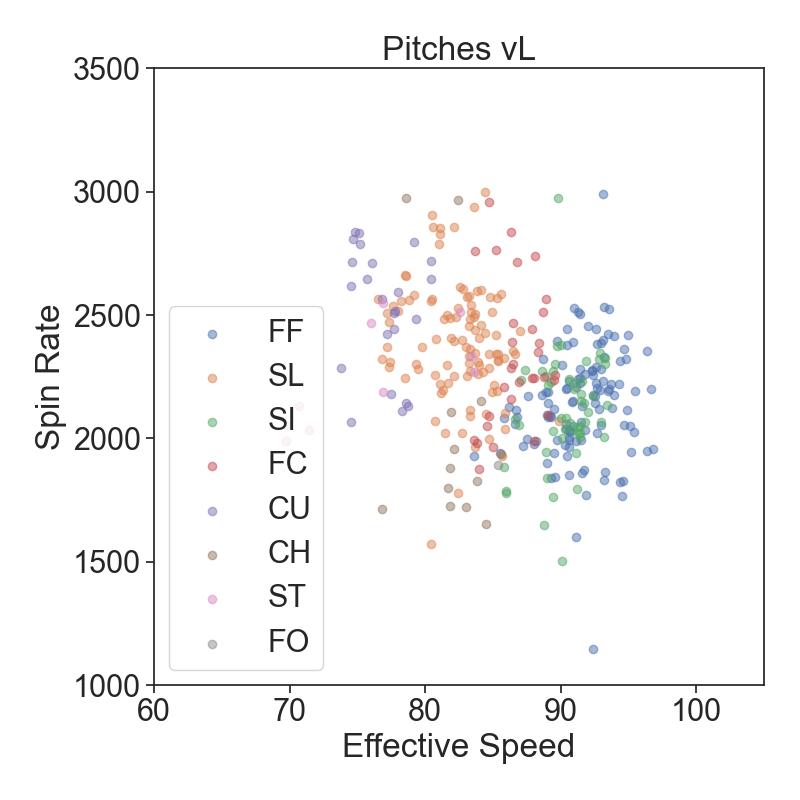 Pitches vL
3500
3000
2500
2000
1500
1000
Spin Rate
FF
SL
SI
FC
CU
CH
ST
FO
60 70 80 90 100
Effective Speed